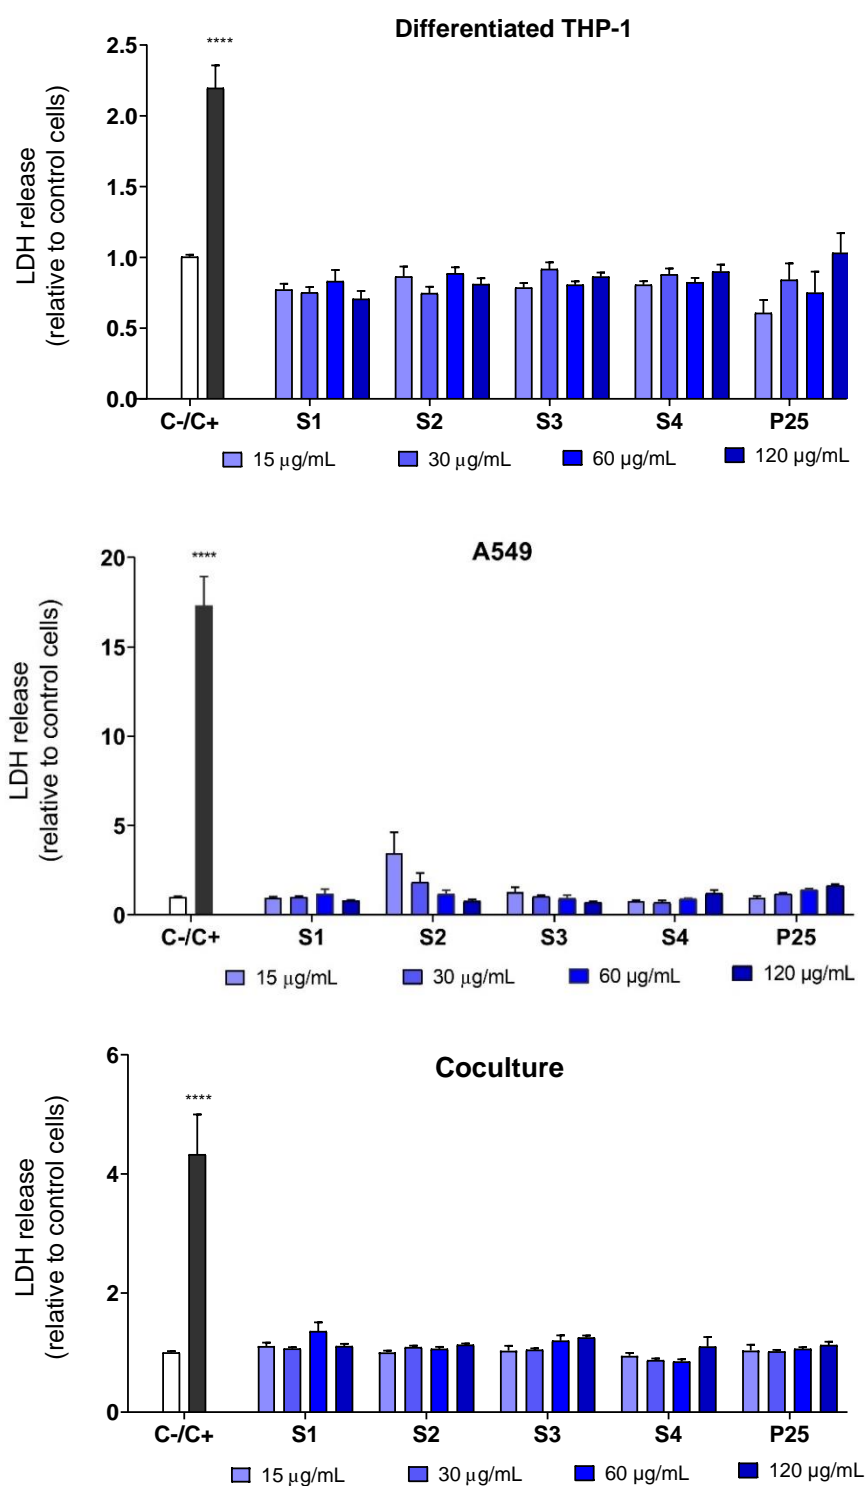 Differentiated THP-1
LDH release
(relative to control cells)
2.5
2.0
1.5
1.0
0.5
0.0
****
C-/C+ S1 S2 S3 S4 P25
15 μg/mL 30 μg/mL 60 µg/mL 120 µg/mL
A549
LDH release
(relative to control cells)
20
15
10
5
0
****
C-/C+ S1 S2 S3 S4 P25
15 μg/mL 30 μg/mL 60 µg/mL 120 µg/mL
Coculture
LDH release
(relative to control cells)
6
4
2
0
****
C-/C+ S1 S2 S3 S4 P25
15 μg/mL 30 μg/mL 60 µg/mL 120 µg/mL